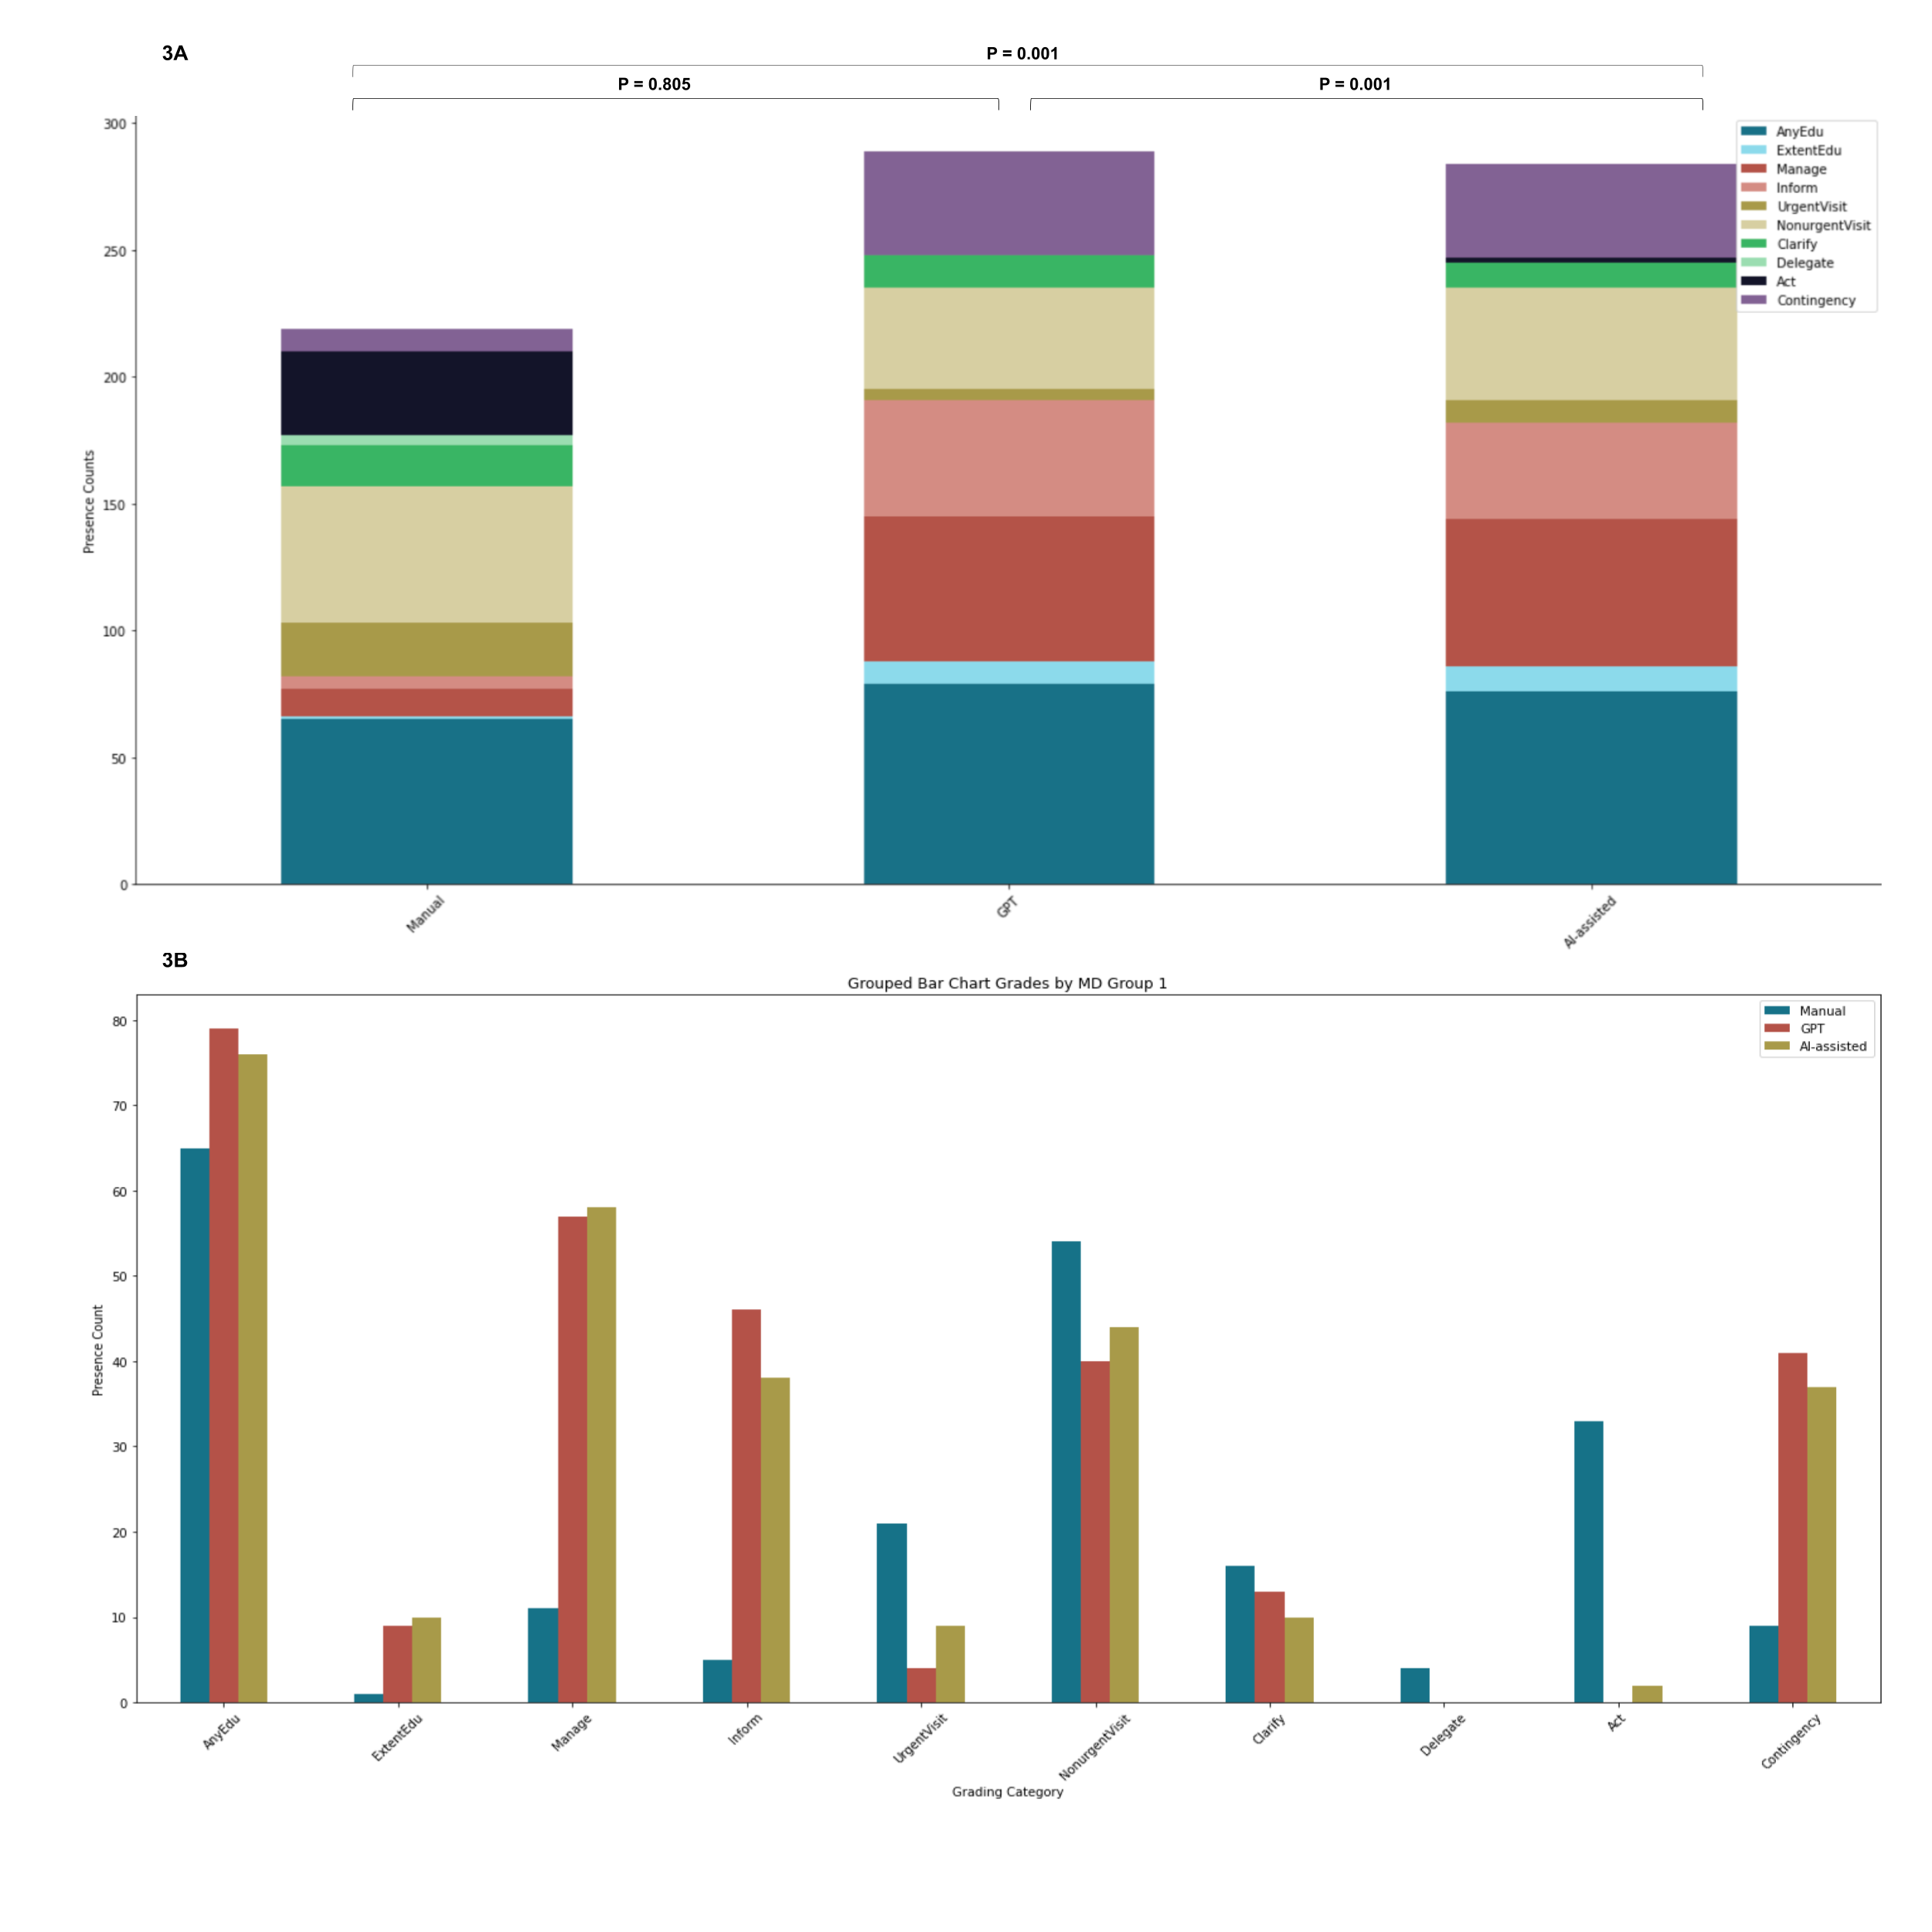 3A
P = 0.001
P = 0.805
P = 0.001
300
250
200
150
100
50
0
Presence Counts
AnyEdu
ExtentEdu
Manage
Inform
UrgentVisit
NonurgentVisit
Clarify
Delegate
Act
Contingency
Manual
GPT
AI-assisted
3B
Grouped Bar Chart Grades by MD Group 1
80
70
60
50
40
30
20
10
0
Presence Count
Manual
GPT
AI-assisted
AnyEdu
ExtentEdu
Manage
Inform
UrgentVisit
NonurgentVisit
Clarify
Delegate
Act
Contingency
Grading Category